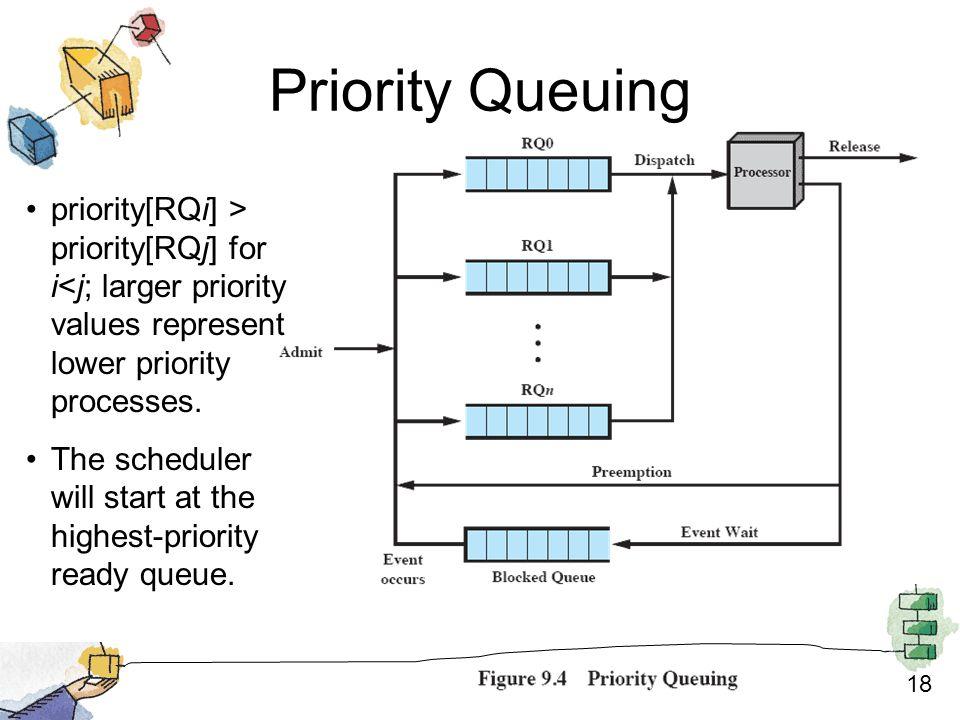 Priority Queuing
• priority[RQi] >
priority[RQj] for
i<j; larger priority
values represent
lower priority
processes.
• The scheduler
will start at the
highest-priority
ready queue.
RQ0
Dispatch
Processor
Release
RQ1
Admit
RQn
Preemption
Event Wait
Event
occurs
Blocked Queue
Figure 9.4 Priority Queuing
18